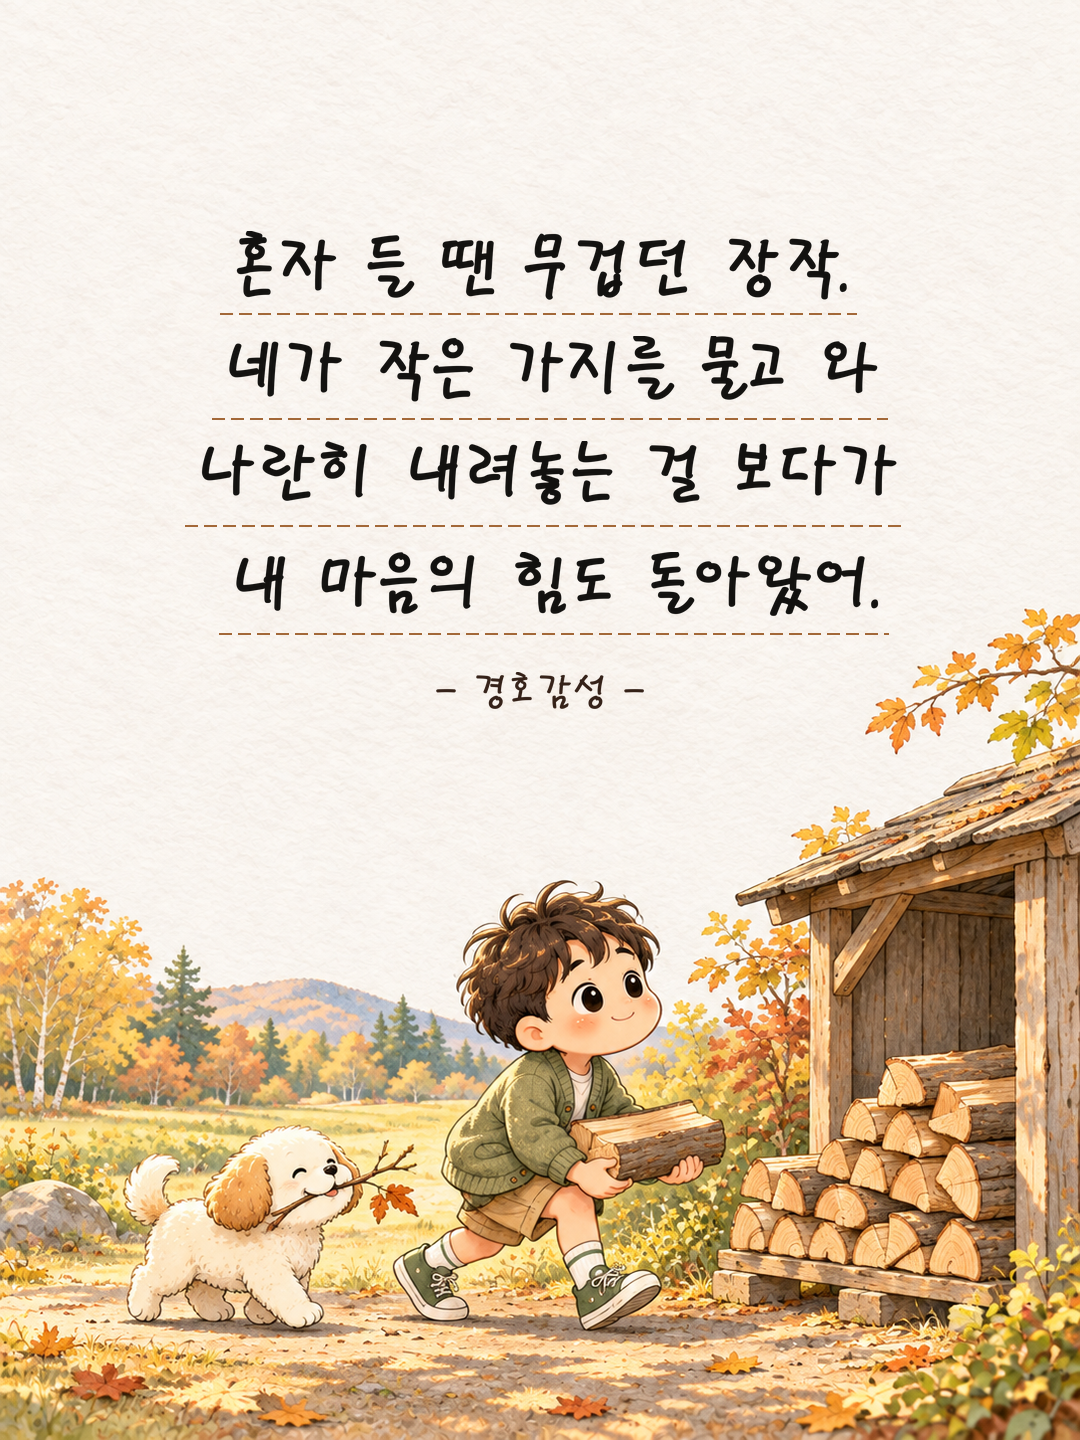 혼자 들 땐 무겁던 장작.
네가 작은 가지를 물고 와
나란히 내려놓는 걸 보다가
내 마음의 힘도 돌아왔어.
– 경호감성 –